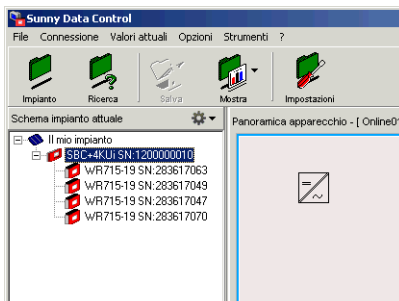 Sunny Data Control
File Connessione Valori attuali Opzioni Strumenti ?
Impianto Ricerca Salva Mostra Impostazioni
Schema impianto attuale
Panoramica apparecchio - [ Online01
Il mio impianto
SBC+4KUi SN:1200000010
WR715-19 SN:283617063
WR715-19 SN:283617049
WR715-19 SN:283617047
WR715-19 SN:283617070